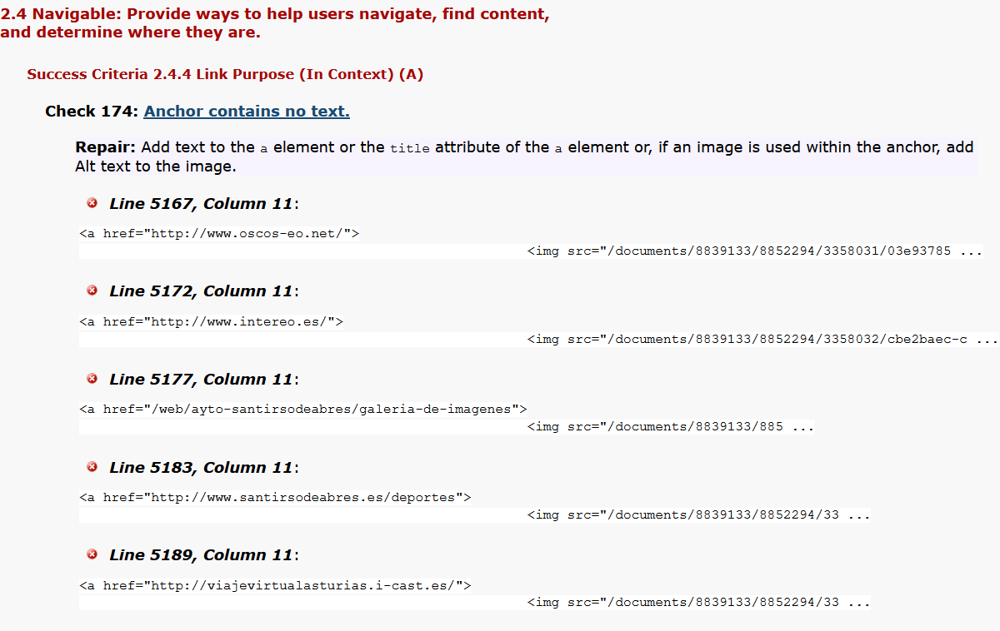 2.4 Navigable: Provide ways to help users navigate, find content,
and determine where they are.
Success Criteria 2.4.4 Link Purpose (In Context) (A)
Check 174: Anchor contains no text.
Repair: Add text to the a element or the title attribute of the a element or, if an image is used within the anchor, add
Alt text to the image.
Line 5167, Column 11:
<a href="http://www.oscos-eo.net/">
<img src="/documents/8839133/8852294/3358031/03e93785 ...
Line 5172, Column 11:
<a href="http://www.intereo.es/">
<img src="/documents/8839133/8852294/3358032/cbe2baec-c ...
Line 5177, Column 11:
<a href="/web/ayto-santirsodeabres/galeria-de-imagenes">
<img src="/documents/8839133/885 ...
Line 5183, Column 11:
<a href="http://www.santirsodeabres.es/deportes">
<img src="/documents/8839133/8852294/33 ...
Line 5189, Column 11:
<a href="http://viajevirtualasturias.i-cast.es/">
<img src="/documents/8839133/8852294/33 ...